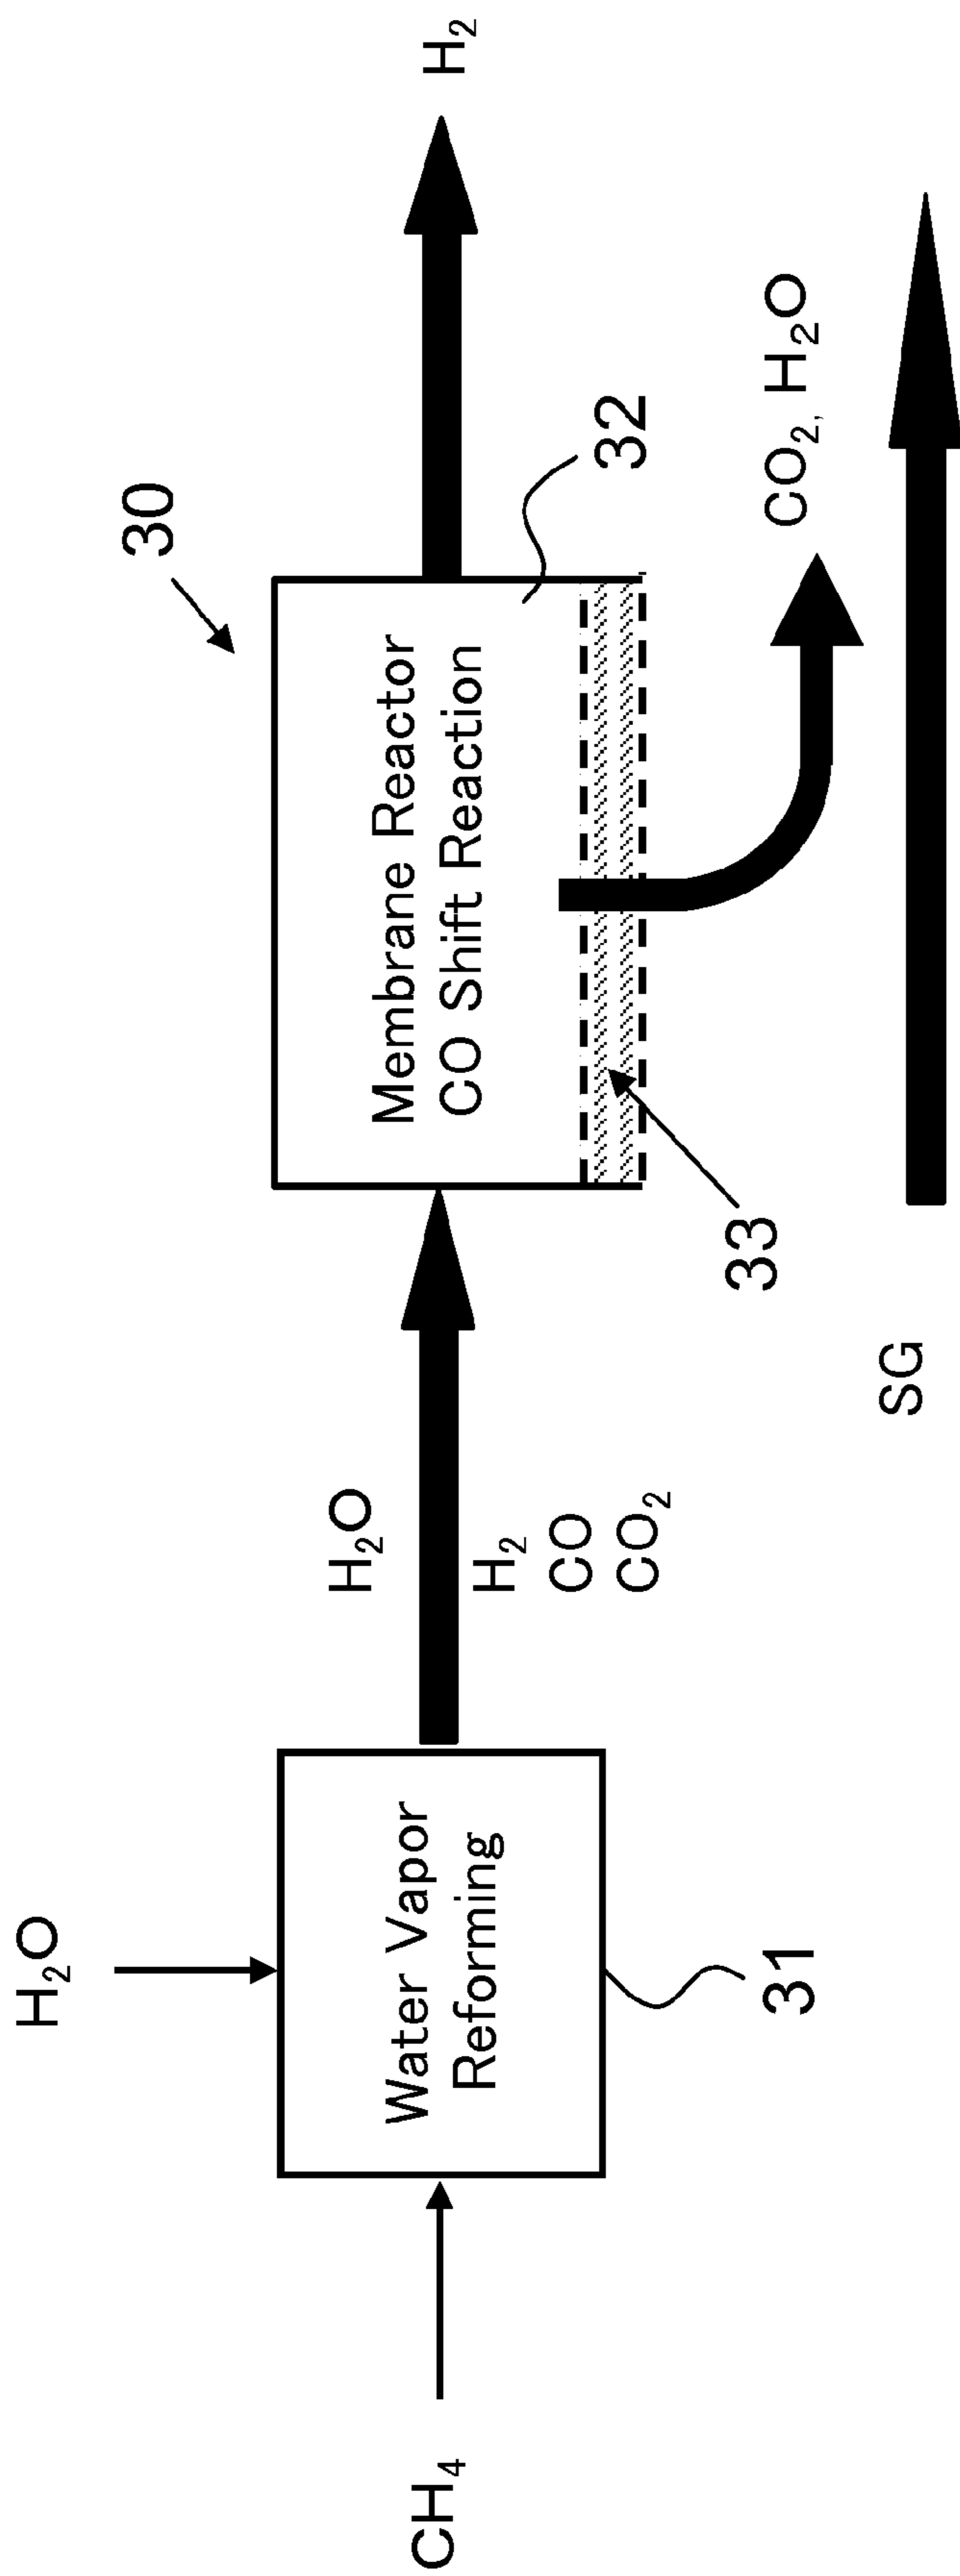 30
H₂O
CH₄
Water Vapor
Reforming
31
H₂O
H₂
CO
CO₂
Membrane Reactor
CO Shift Reaction
32
33
H₂
CO₂, H₂O
SG